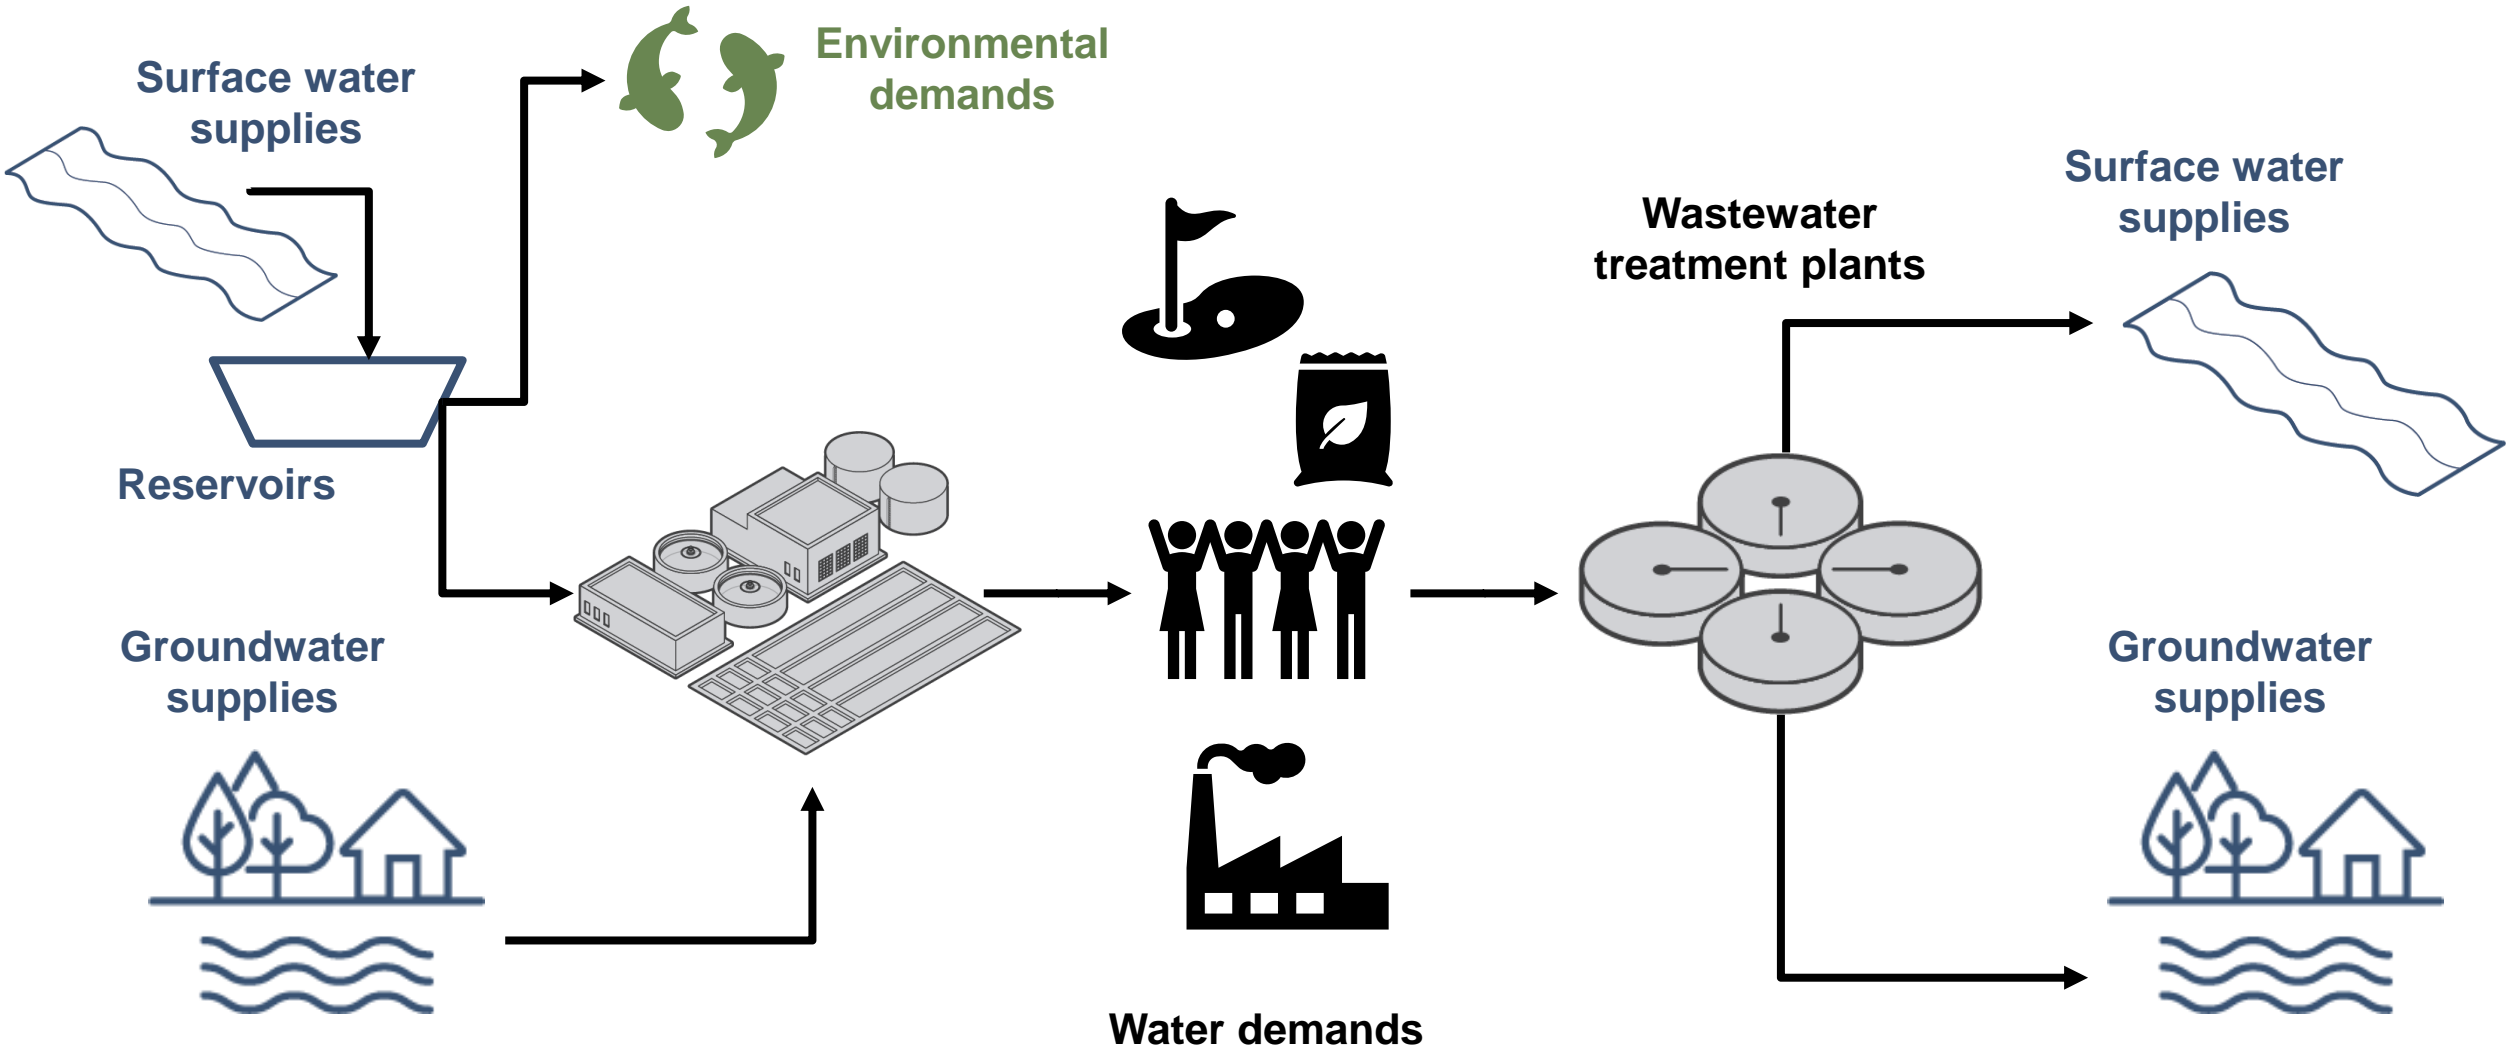 Surface water
supplies
Environmental
demands
Reservoirs
Groundwater
supplies
Water demands
Wastewater
treatment plants
Surface water
supplies
Groundwater
supplies